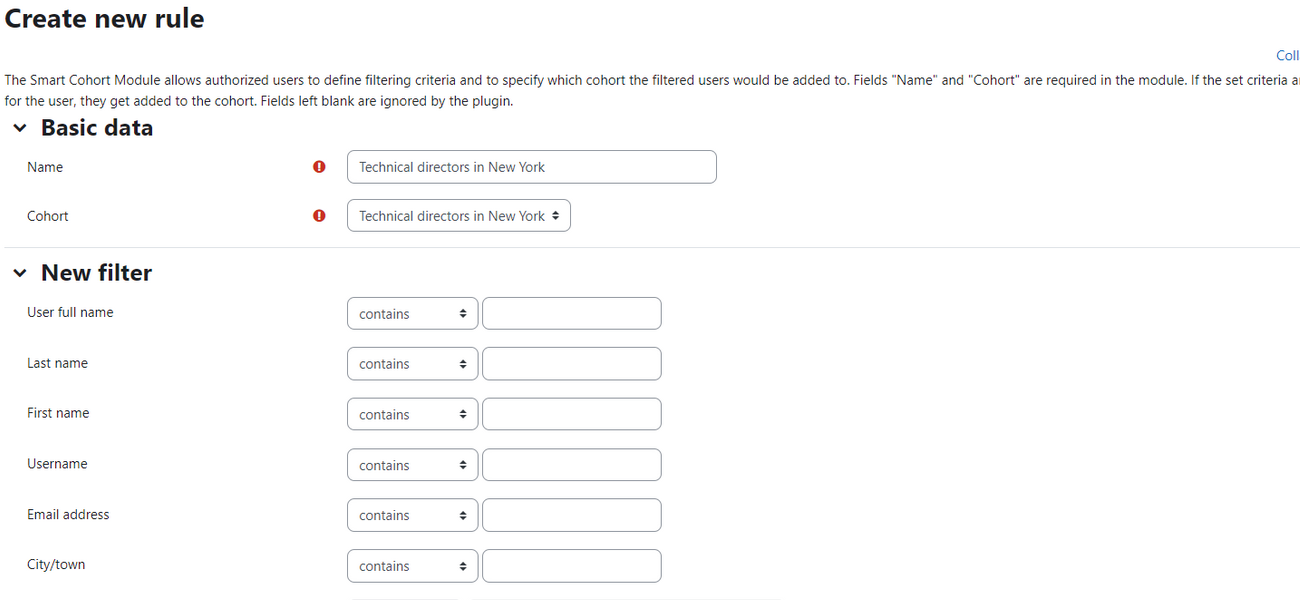 Create new rule
Coll
The Smart Cohort Module allows authorized users to define filtering criteria and to specify which cohort the filtered users would be added to. Fields "Name" and "Cohort" are required in the module. If the set criteria a
for the user, they get added to the cohort. Fields left blank are ignored by the plugin.
Basic data
Name Technical directors in New York
Cohort Technical directors in New York
New filter
User full name contains
Last name contains
First name contains
Username contains
Email address contains
City/town contains